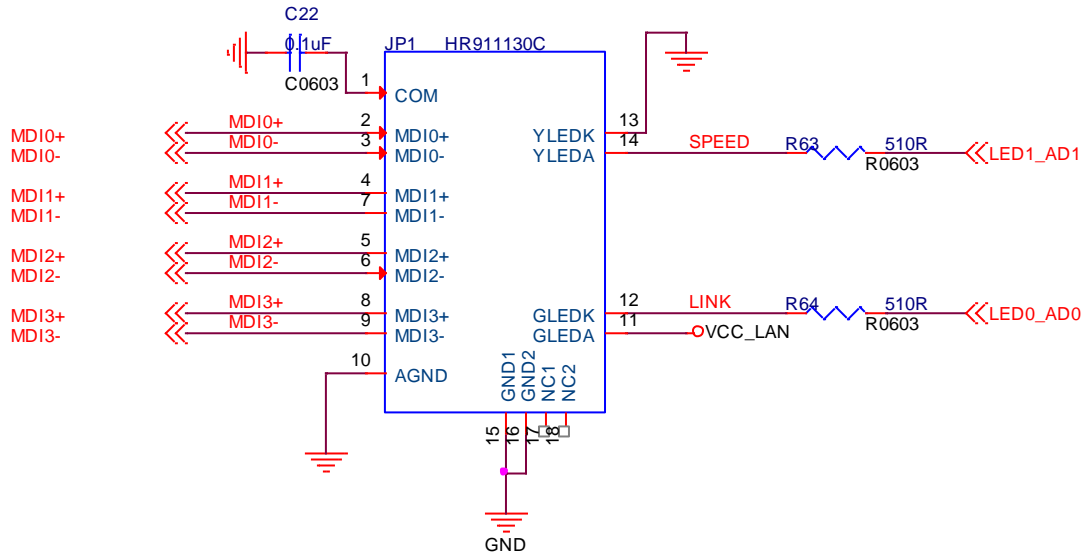 C22
0.1uF
C0603
JP1 HR911130C
1
COM
MDI0+ MDI0+ 2 MDI0+
MDI0- MDI0- 3 MDI0-
MDI1+ MDI1+ 4 MDI1+
MDI1- MDI1- 7 MDI1-
MDI2+ MDI2+ 5 MDI2+
MDI2- MDI2- 6 MDI2-
MDI3+ MDI3+ 8 MDI3+
MDI3- MDI3- 9 MDI3-
10 AGND
YLEDK 13
YLEDA 14 SPEED R63 510R LED1_AD1
R0603
GLEDK 12 LINK R64 510R LED0_AD0
R0603
GLEDA 11 VCC_LAN
GND1
GND2
NC1
NC2
15
16
17
18
GND